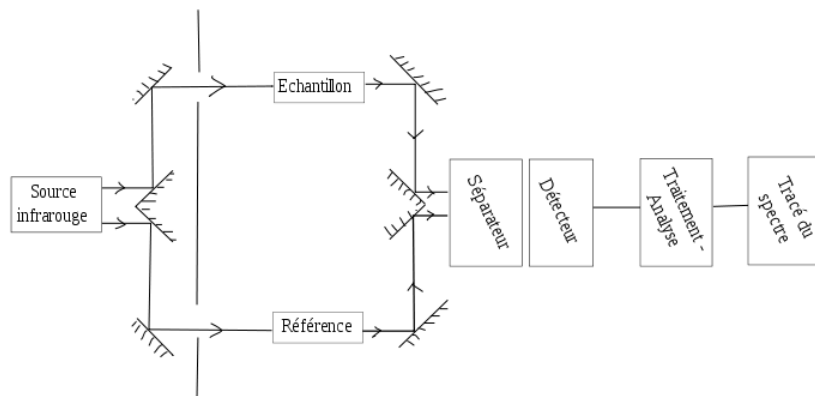 Echantillon
Source
infrarouge
Référence
Séparateur
Détecteur
Traitement -
Analyse
Tracé du
spectre